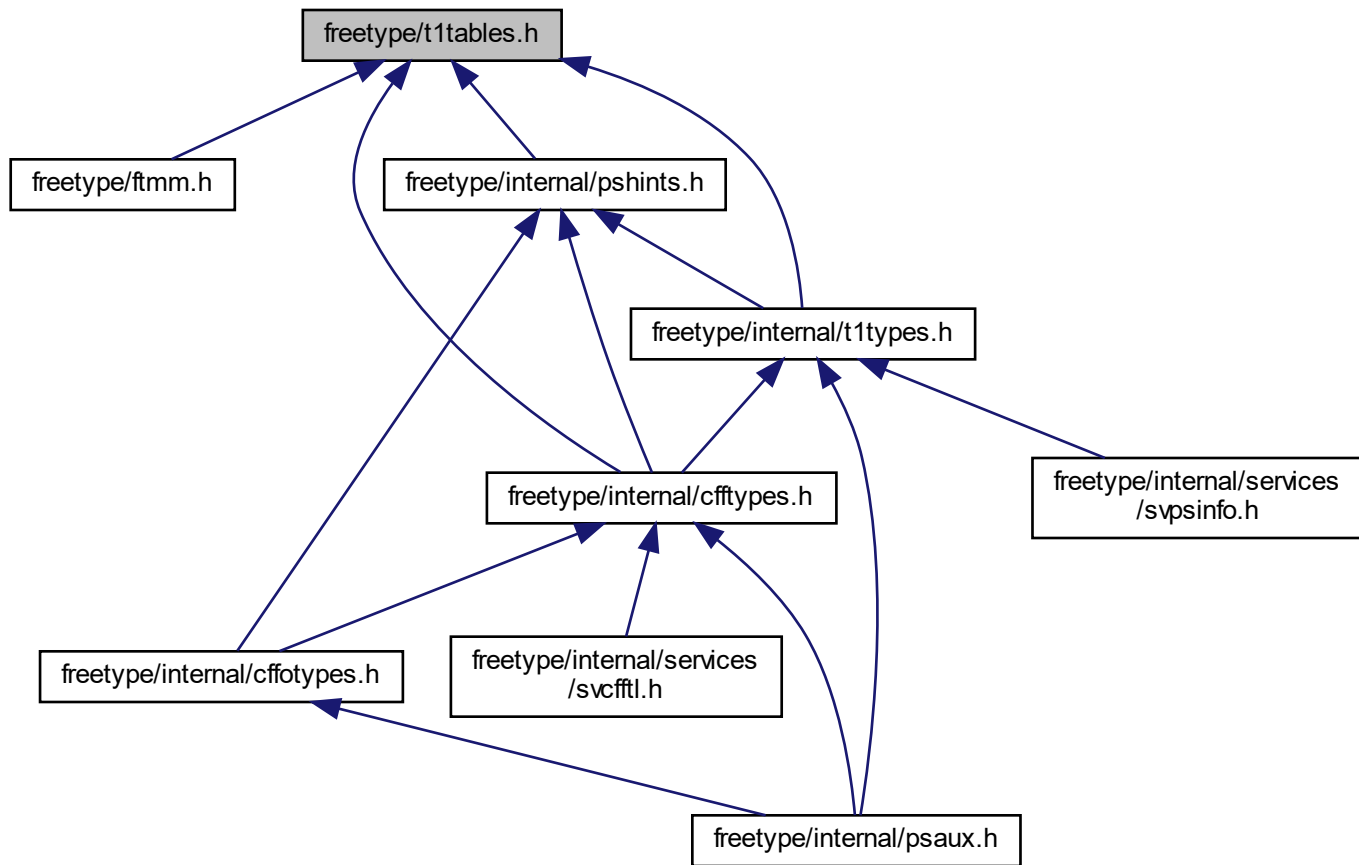 freetype/t1tables.h
freetype/ftmm.h
freetype/internal/pshints.h
freetype/internal/t1types.h
freetype/internal/cfftypes.h
freetype/internal/services
/svpsinfo.h
freetype/internal/cffotypes.h
freetype/internal/services
/svcfftl.h
freetype/internal/psaux.h